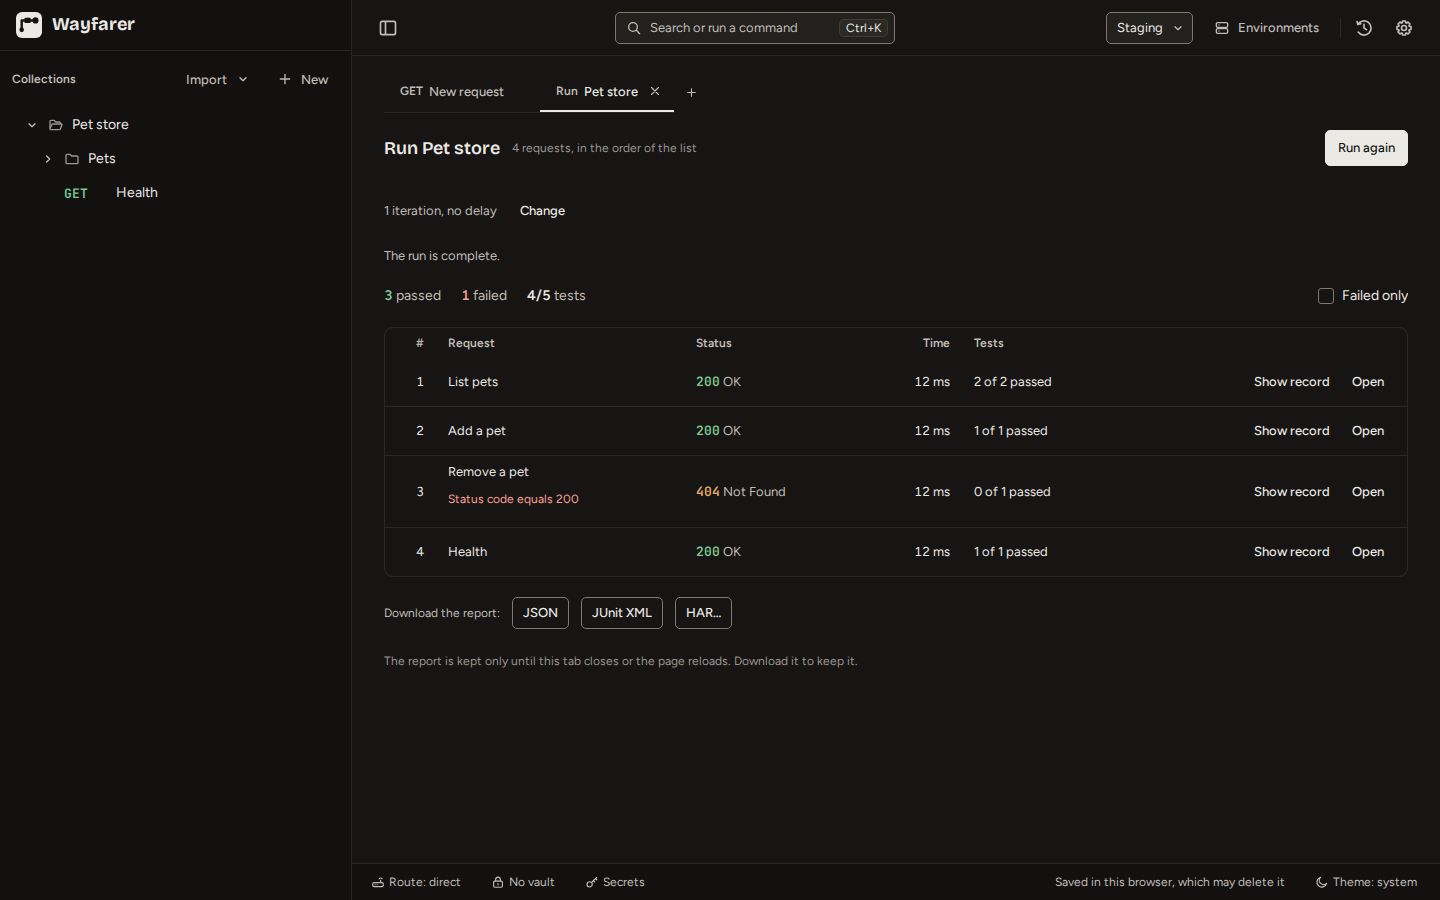 Wayfarer
Search or run a command Ctrl+K
Staging
Environments
Collections
Import
New
GET New request
Run Pet store
Pet store
Pets
GET Health
Run Pet store 4 requests, in the order of the list
Run again
1 iteration, no delay Change
The run is complete.
3 passed 1 failed 4/5 tests
Failed only
# Request Status Time Tests
1 List pets 200 OK 12 ms 2 of 2 passed Show record Open
2 Add a pet 200 OK 12 ms 1 of 1 passed Show record Open
Remove a pet
3 404 Not Found 12 ms 0 of 1 passed Show record Open
Status code equals 200
4 Health 200 OK 12 ms 1 of 1 passed Show record Open
Download the report: JSON JUnit XML HAR...
The report is kept only until this tab closes or the page reloads. Download it to keep it.
Route: direct No vault Secrets Saved in this browser, which may delete it Theme: system